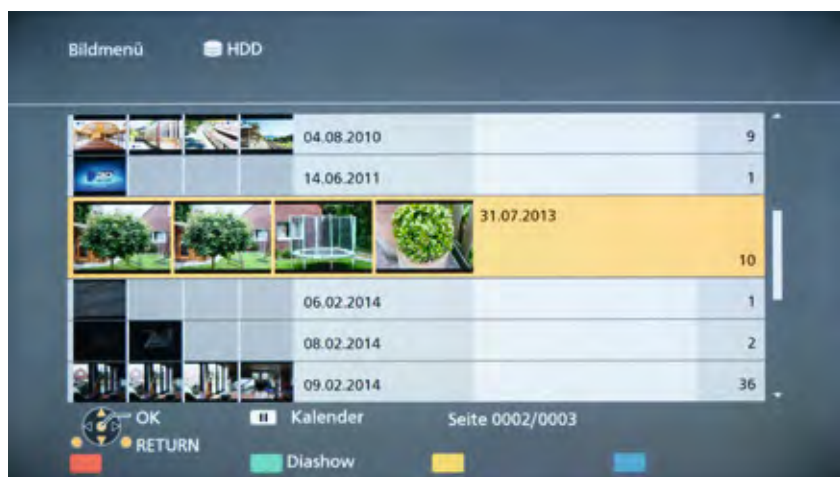 Bildmenü HDD
04.08.2010 9
14.06.2011 1
31.07.2013
10
06.02.2014 1
08.02.2014 2
09.02.2014 36
OK Kalender Seite 0002/0003
RETURN
Diashow